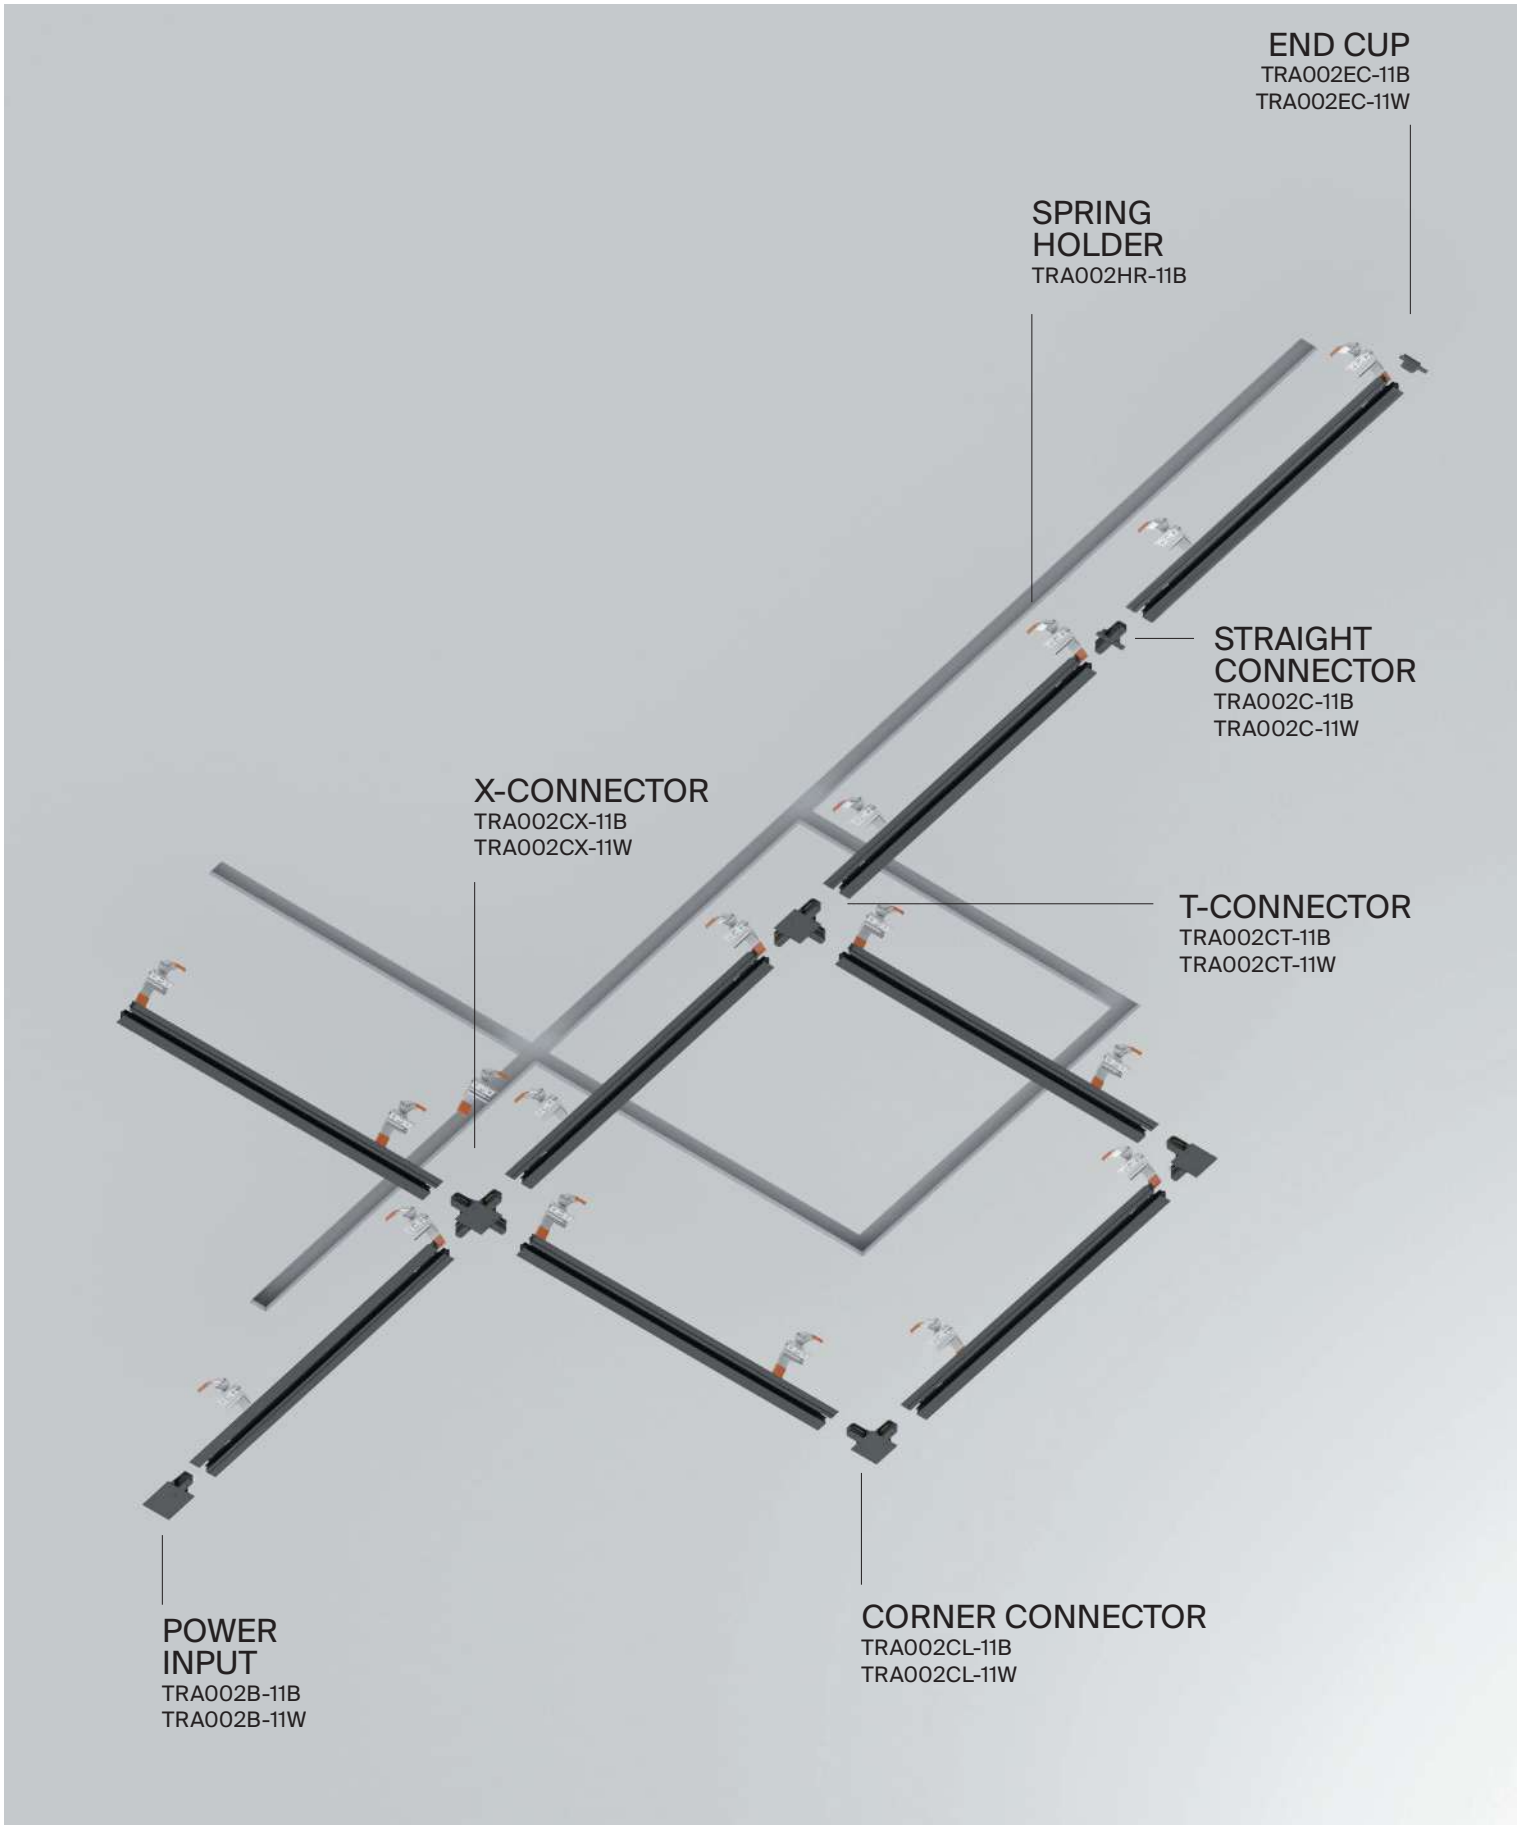 END CUP
TRA002EC-11B
TRA002EC-11W
SPRING
HOLDER
TRA002HR-11B
STRAIGHT
CONNECTOR
TRA002C-11B
TRA002C-11W
X-CONNECTOR
TRA002CX-11B
TRA002CX-11W
T-CONNECTOR
TRA002CT-11B
TRA002CT-11W
CORNER CONNECTOR
TRA002CL-11B
TRA002CL-11W
POWER
INPUT
TRA002B-11B
TRA002B-11W